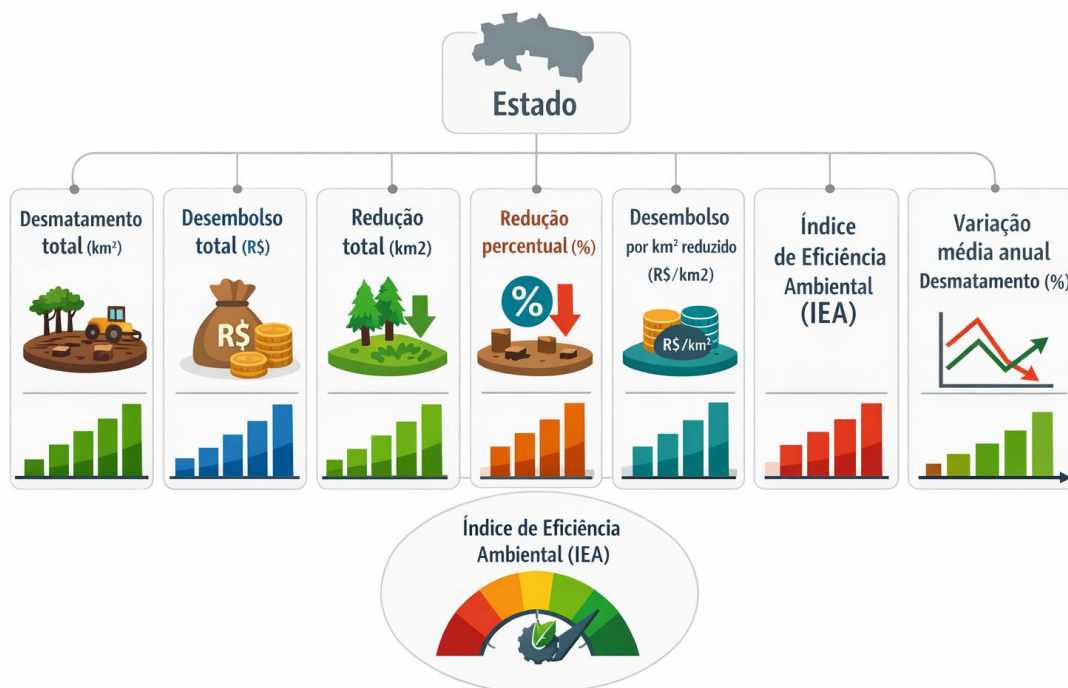 Estado
Desmatamento
total (km²)
Desembolso
total (R$)
R$
Redução
total (km2)
Redução
percentual (%)
%
Desembolso
por km² reduzido
(R$/km2)
R$/km²
Índice
de Eficiência
Ambiental
(IEA)
Variação
média anual
Desmatamento (%)
Índice de Eficiência
Ambiental (IEA)